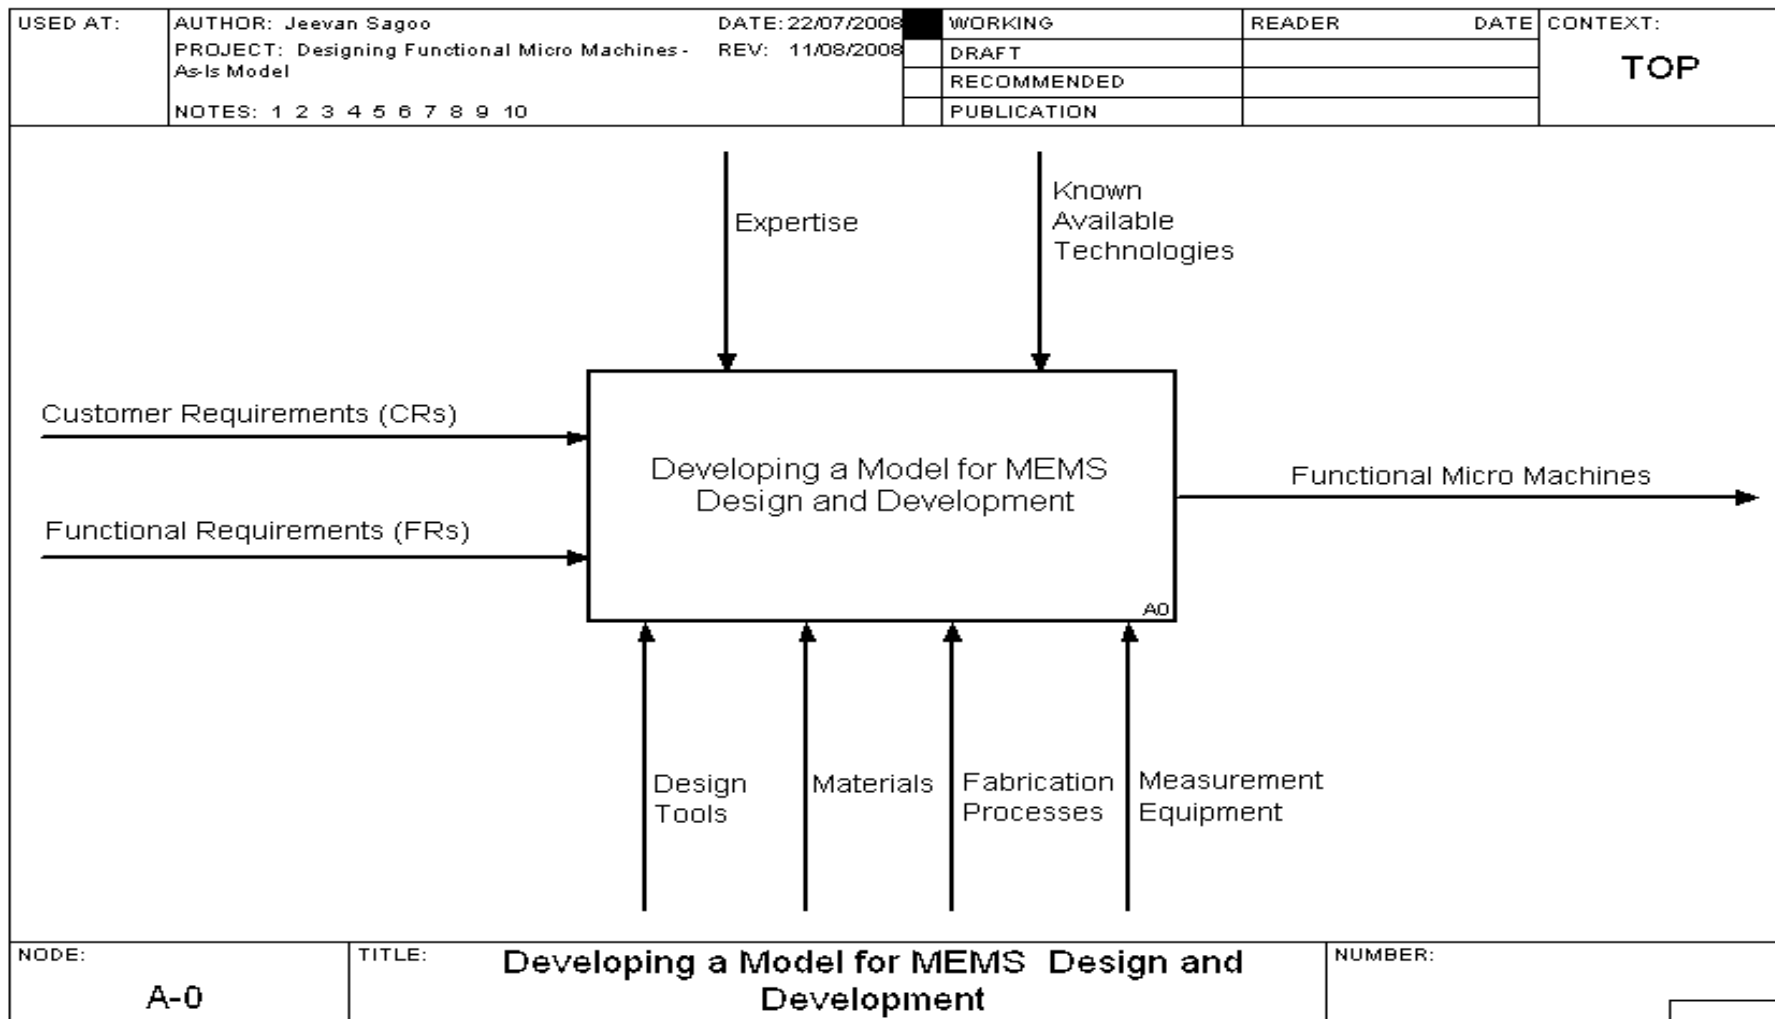 USED AT:
AUTHOR: Jeevan Sagoo
DATE: 22/07/2008
PROJECT: Designing Functional Micro Machines -
As-Is Model
REV: 11/08/2008
NOTES: 1 2 3 4 5 6 7 8 9 10
WORKING
DRAFT
RECOMMENDED
PUBLICATION
READER
DATE
CONTEXT:
TOP
Expertise
Known
Available
Technologies
Customer Requirements (CRs)
Functional Requirements (FRs)
Developing a Model for MEMS
Design and Development
A0
Functional Micro Machines
Design
Tools
Materials
Fabrication
Processes
Measurement
Equipment
NODE:
A-0
TITLE:
Developing a Model for MEMS Design and
Development
NUMBER: